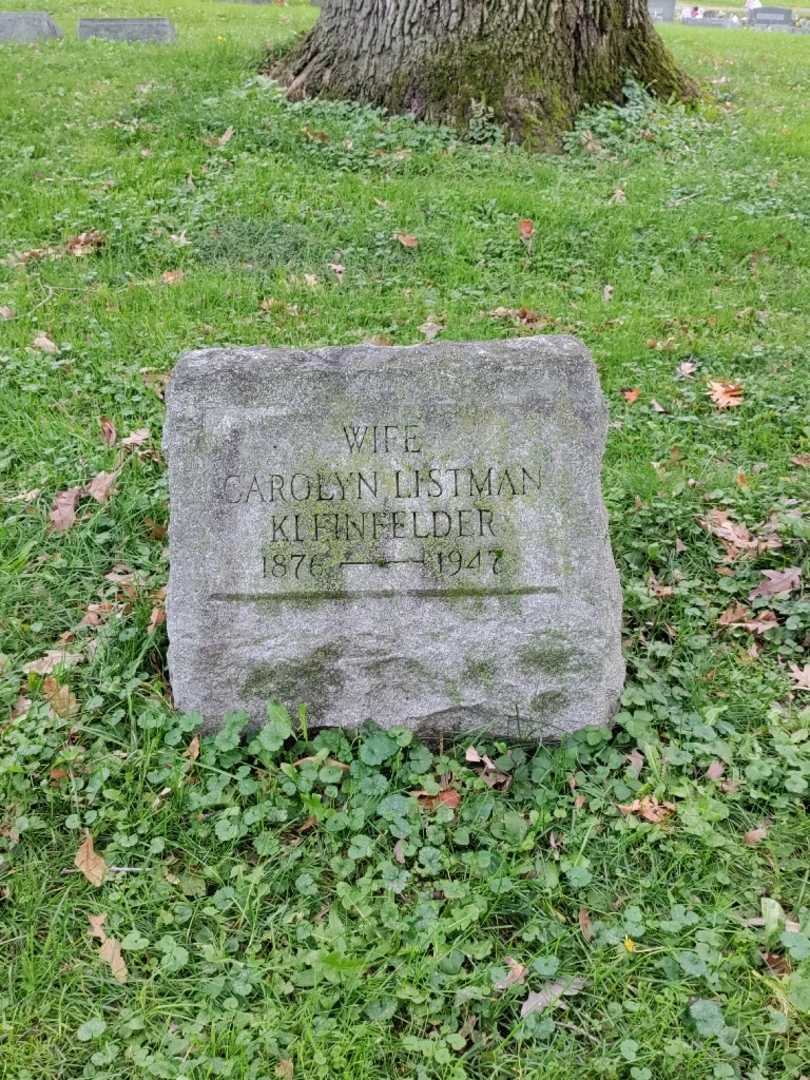 WIFE
CAROLYN LISTMAN
KLEINFELDER
1876 — 1947